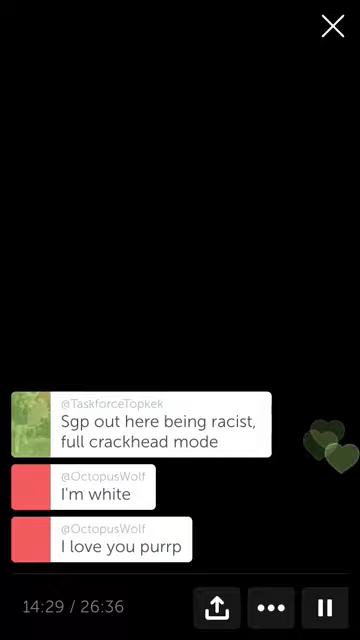 @TaskforceTopkek
Sgp out here being racist,
full crackhead mode
@OctopusWolf
I'm white
@OctopusWolf
I love you purrp
14:29 / 26:36